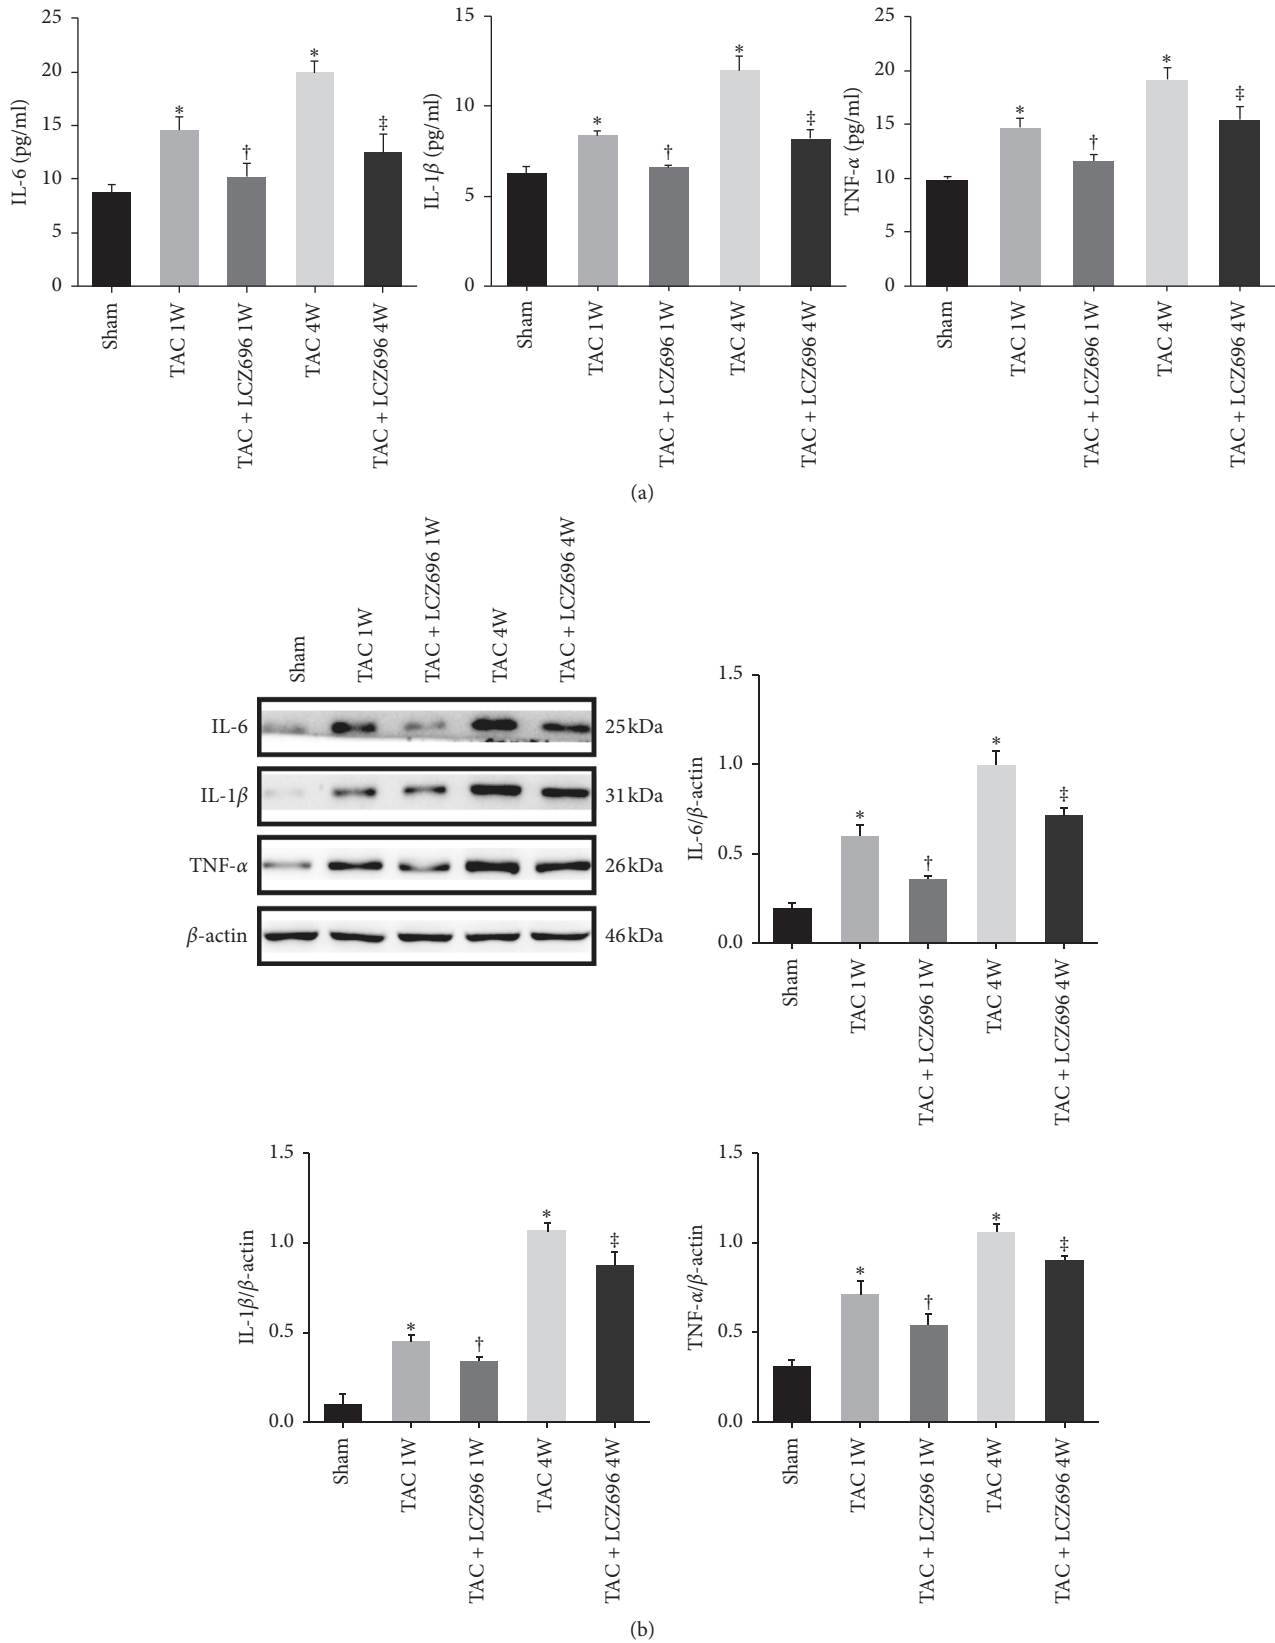 25
20
15
10
5
0
IL-6 (pg/ml)
*
*
†
‡
Sham
TAC 1W
TAC + LCZ696 1W
TAC 4W
TAC + LCZ696 4W
15
10
5
0
IL-1β (pg/ml)
*
†
*
‡
Sham
TAC 1W
TAC + LCZ696 1W
TAC 4W
TAC + LCZ696 4W
25
20
15
10
5
0
TNF-α (pg/ml)
*
†
*
‡
Sham
TAC 1W
TAC + LCZ696 1W
TAC 4W
TAC + LCZ696 4W
(a)
Sham
TAC 1W
TAC + LCZ696 1W
TAC 4W
TAC + LCZ696 4W
IL-6 25 kDa
IL-1β 31 kDa
TNF-α 26 kDa
β-actin 46 kDa
1.5
1.0
0.5
0.0
IL-6/β-actin
*
†
*
‡
Sham
TAC 1W
TAC + LCZ696 1W
TAC 4W
TAC + LCZ696 4W
1.5
1.0
0.5
0.0
IL-1β/β-actin
*
†
*
‡
Sham
TAC 1W
TAC + LCZ696 1W
TAC 4W
TAC + LCZ696 4W
1.5
1.0
0.5
0.0
TNF-α/β-actin
*
†
*
‡
Sham
TAC 1W
TAC + LCZ696 1W
TAC 4W
TAC + LCZ696 4W
(b)